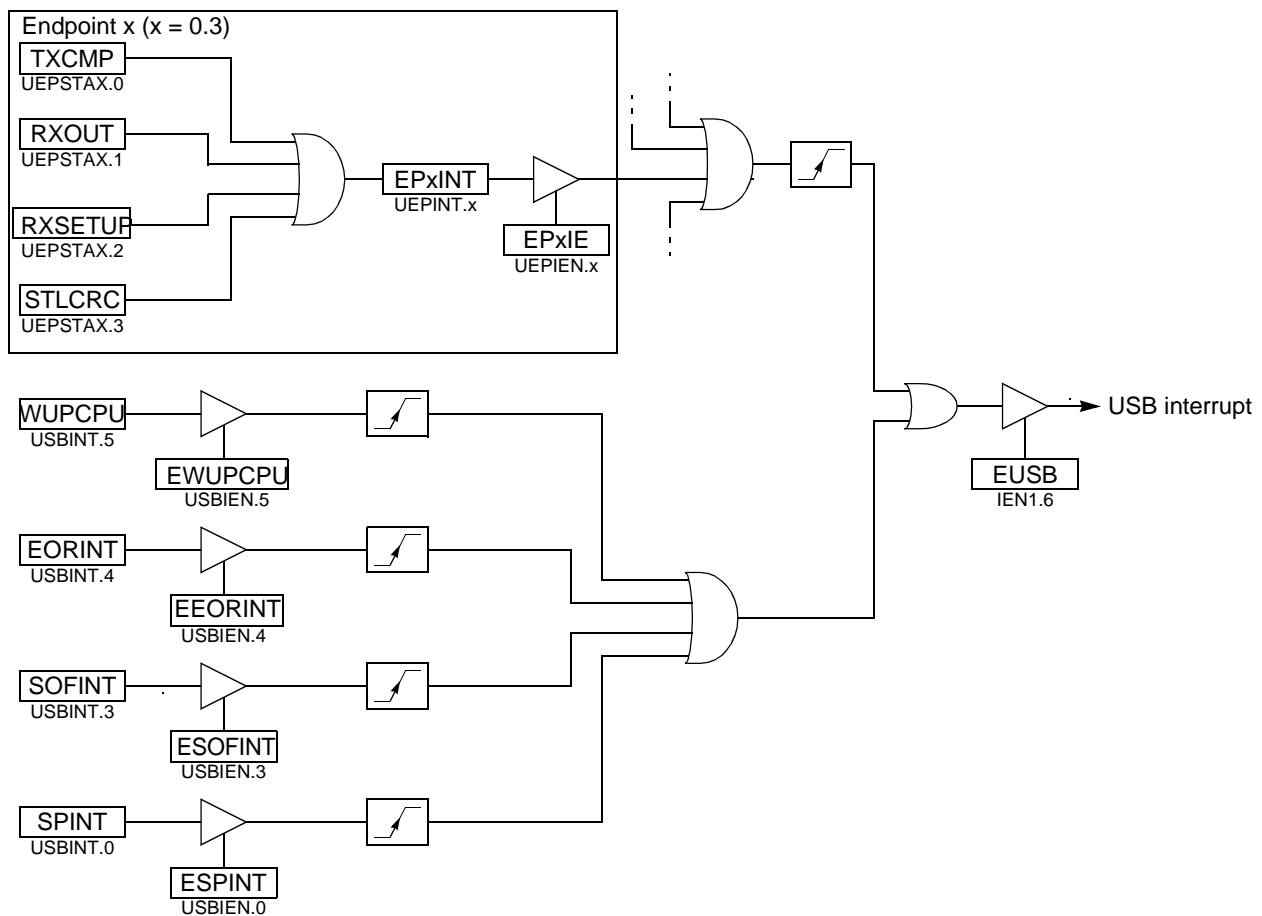 Endpoint x (x = 0.3)
TXCMP
UEPSTAX.0
RXOUT
UEPSTAX.1
RXSETUP
UEPSTAX.2
STLCRC
UEPSTAX.3
EPxINT
UEPINT.x
EPxIE
UEPIEN.x
WUPCPU
USBINT.5
EWUPCPU
USBIEN.5
EORINT
USBINT.4
EEORINT
USBIEN.4
SOFINT
USBINT.3
ESOFINT
USBIEN.3
SPINT
USBINT.0
ESPINT
USBIEN.0
USB interrupt
EUSB
IEN1.6